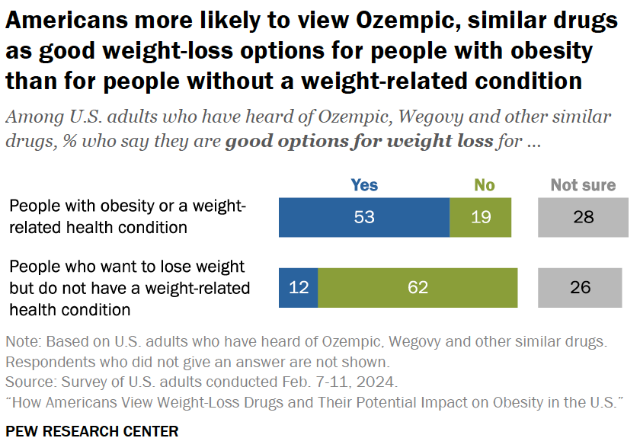 Americans more likely to view Ozempic, similar drugs
as good weight-loss options for people with obesity
than for people without a weight-related condition
Among U.S. adults who have heard of Ozempic, Wegovy and other similar
drugs, % who say they are good options for weight loss for ...
Yes No Not sure
People with obesity or a weight-
related health condition
53 19 28
People who want to lose weight
but do not have a weight-related
health condition
12 62 26
Note: Based on U.S. adults who have heard of Ozempic, Wegovy and other similar drugs.
Respondents who did not give an answer are not shown.
Source: Survey of U.S. adults conducted Feb. 7-11, 2024.
“How Americans View Weight-Loss Drugs and Their Potential Impact on Obesity in the U.S.”
PEW RESEARCH CENTER